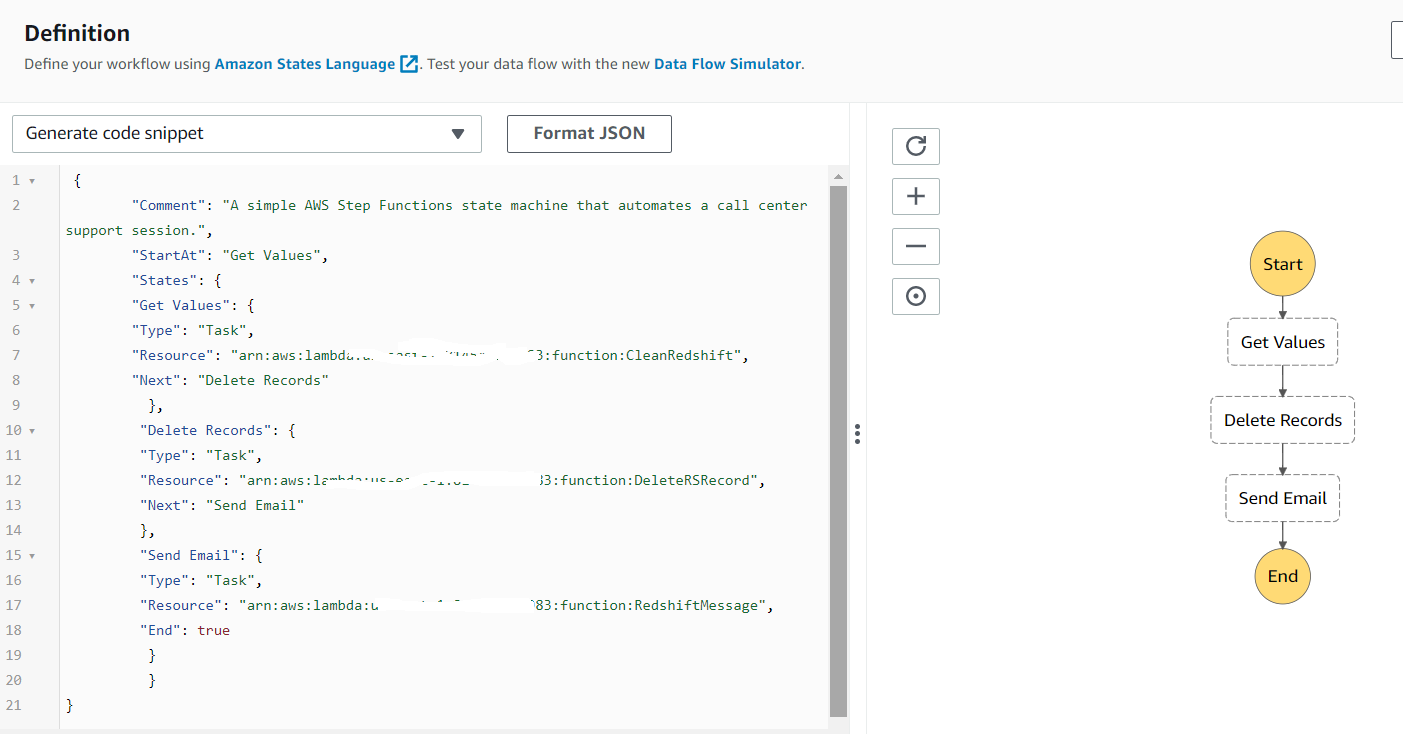 Definition
Define your workflow using Amazon States Language. Test your data flow with the new Data Flow Simulator.
Generate code snippet
Format JSON
1 {
2 "Comment": "A simple AWS Step Functions state machine that automates a call center
support session.",
3 "StartAt": "Get Values",
4 "States": {
5 "Get Values": {
6 "Type": "Task",
7 "Resource": "arn:aws:lambda: 3:function:CleanRedshift",
8 "Next": "Delete Records"
9 },
10 "Delete Records": {
11 "Type": "Task",
12 "Resource": "arn:aws:lambda: 83:function:DeleteRSRecord",
13 "Next": "Send Email"
14 },
15 "Send Email": {
16 "Type": "Task",
17 "Resource": "arn:aws:lambda: 983:function:RedshiftMessage",
18 "End": true
19 }
20 }
21 }
Start
Get Values
Delete Records
Send Email
End